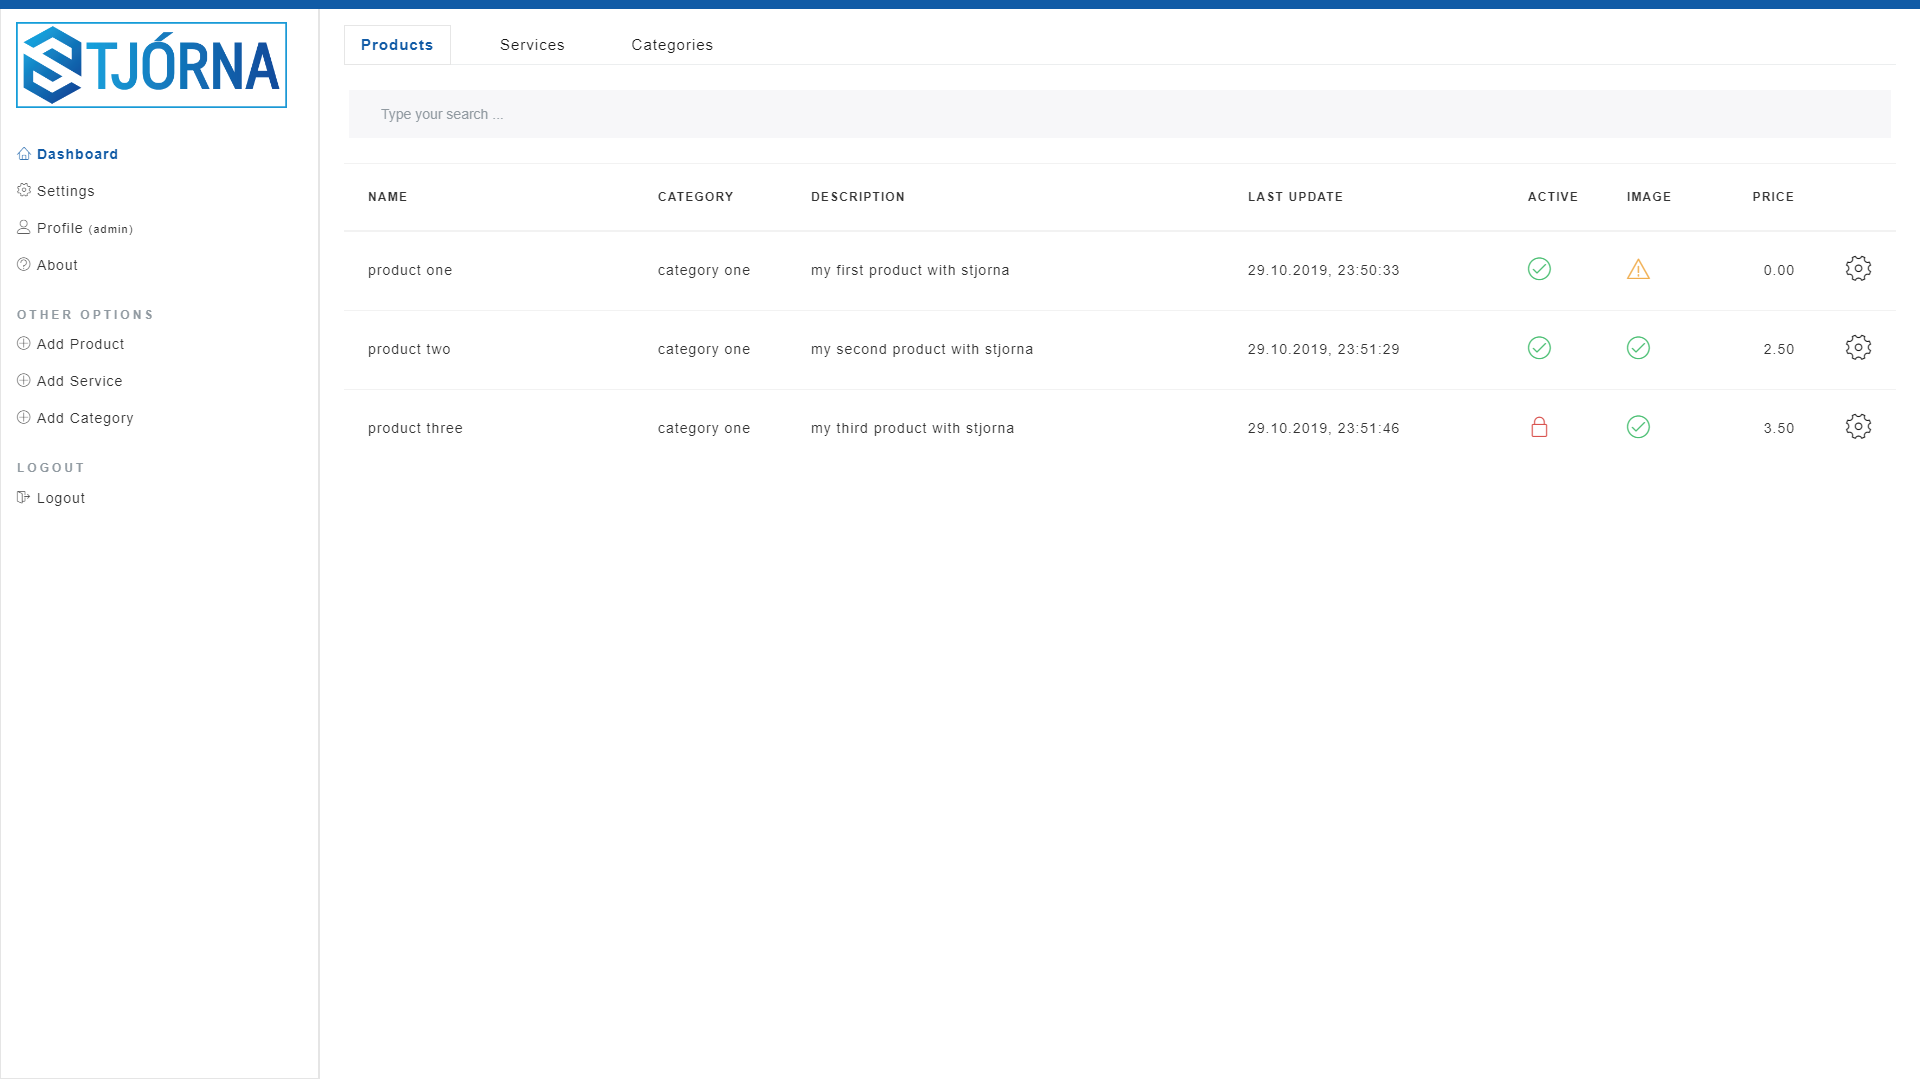 STJÓRNA
Dashboard
Settings
Profile (admin)
About
OTHER OPTIONS
Add Product
Add Service
Add Category
LOGOUT
Logout
Products Services Categories
Type your search ...
NAME CATEGORY DESCRIPTION LAST UPDATE ACTIVE IMAGE PRICE
product one category one my first product with stjorna 29.10.2019, 23:50:33 0.00
product two category one my second product with stjorna 29.10.2019, 23:51:29 2.50
product three category one my third product with stjorna 29.10.2019, 23:51:46 3.50